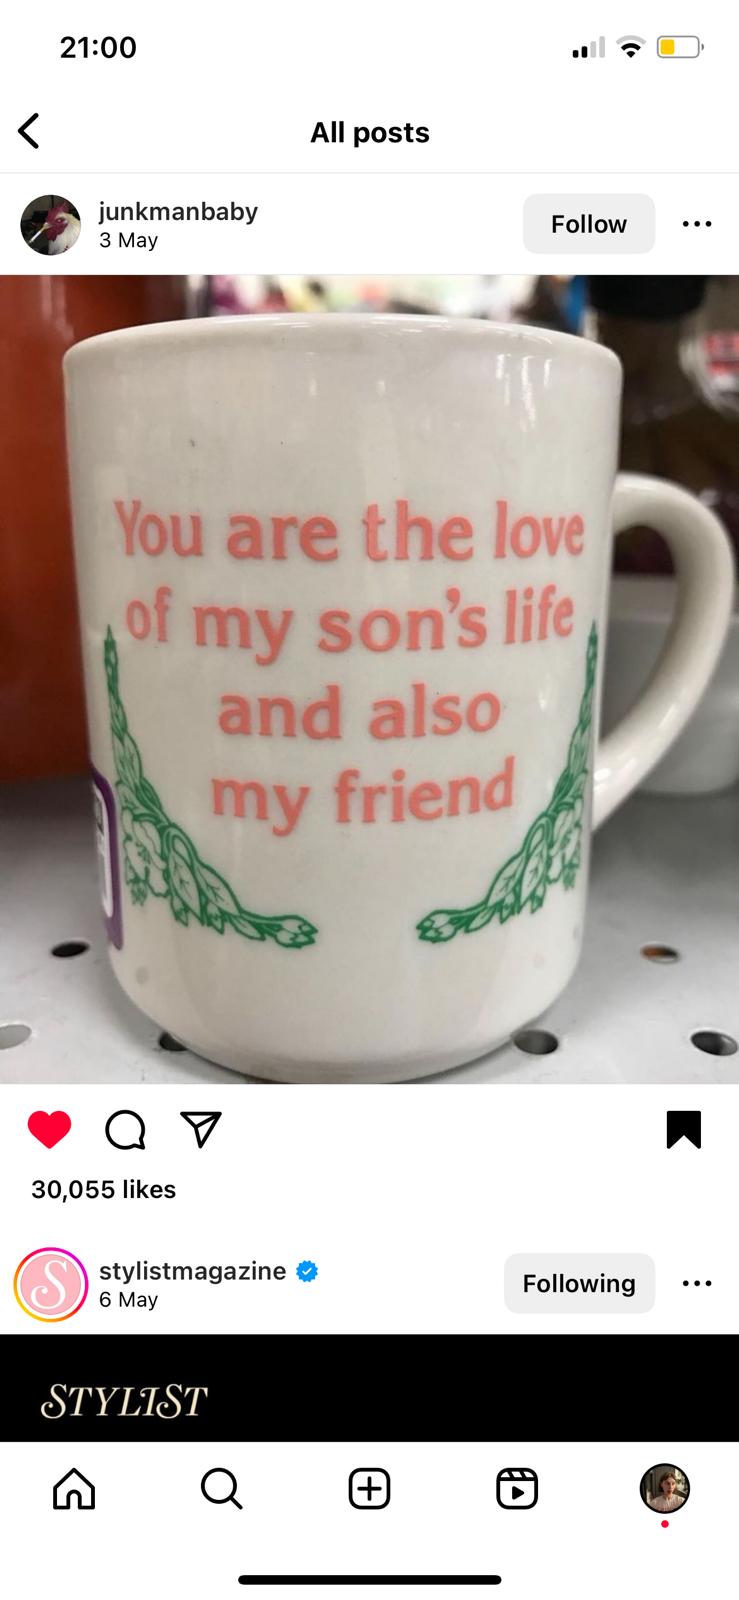 21:00
All posts
junkmanbaby
3 May
Follow
You are the love
of my son's life
and also
my friend
30,055 likes
stylistmagazine
6 May
Following
STYLIST